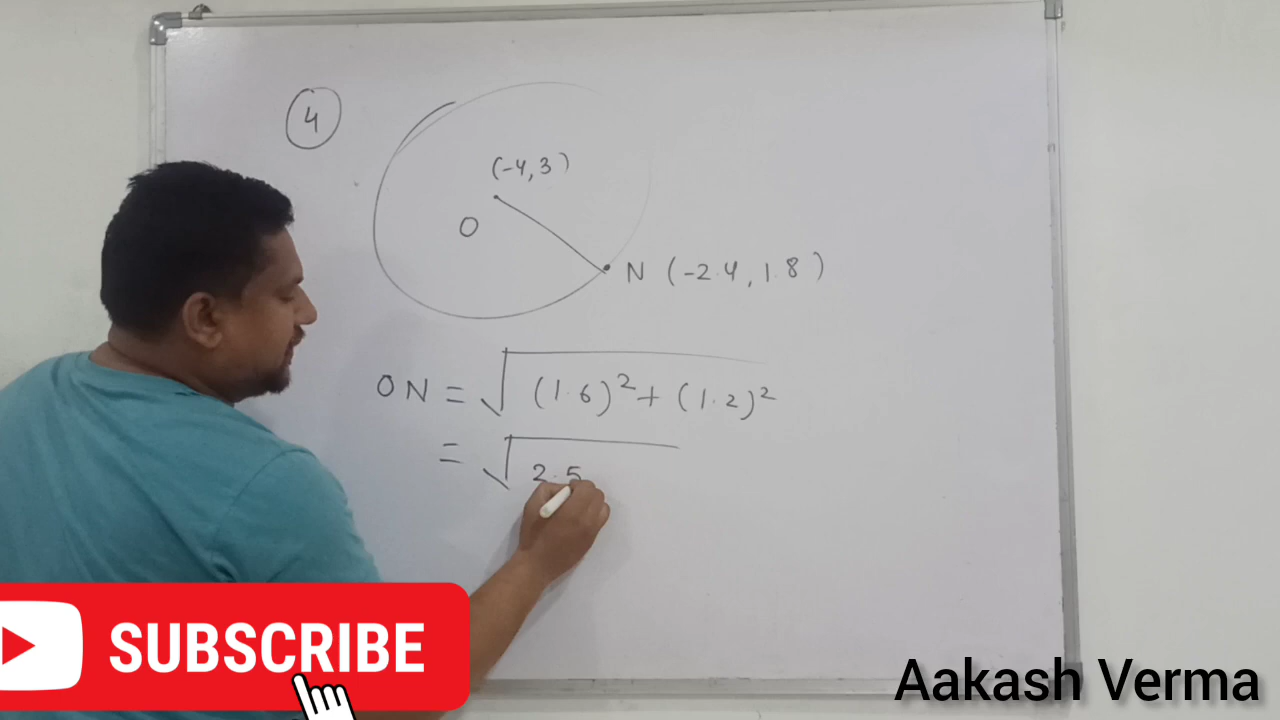 4
(-4,3)
O
N (-2.4, 1.8)
ON = √(1.6)² + (1.2)²
= √2.5
SUBSCRIBE
Aakash Verma